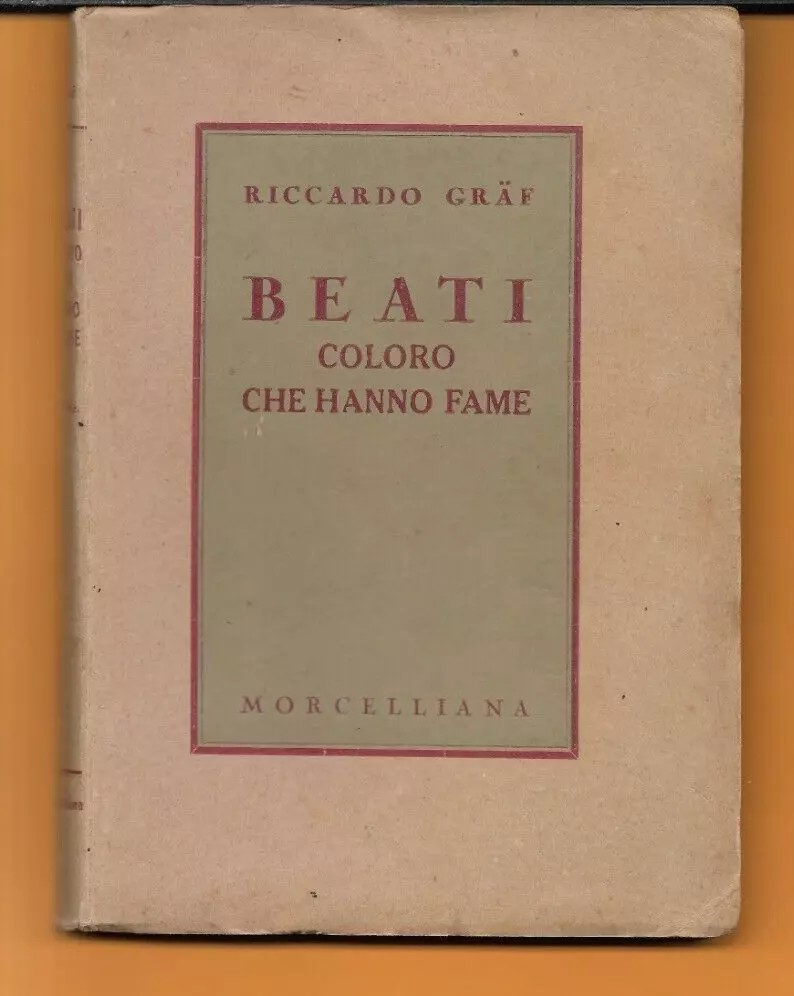 RICCARDO GRÄF
BEATI
COLORO
CHE HANNO FAME
MORCELLIANA